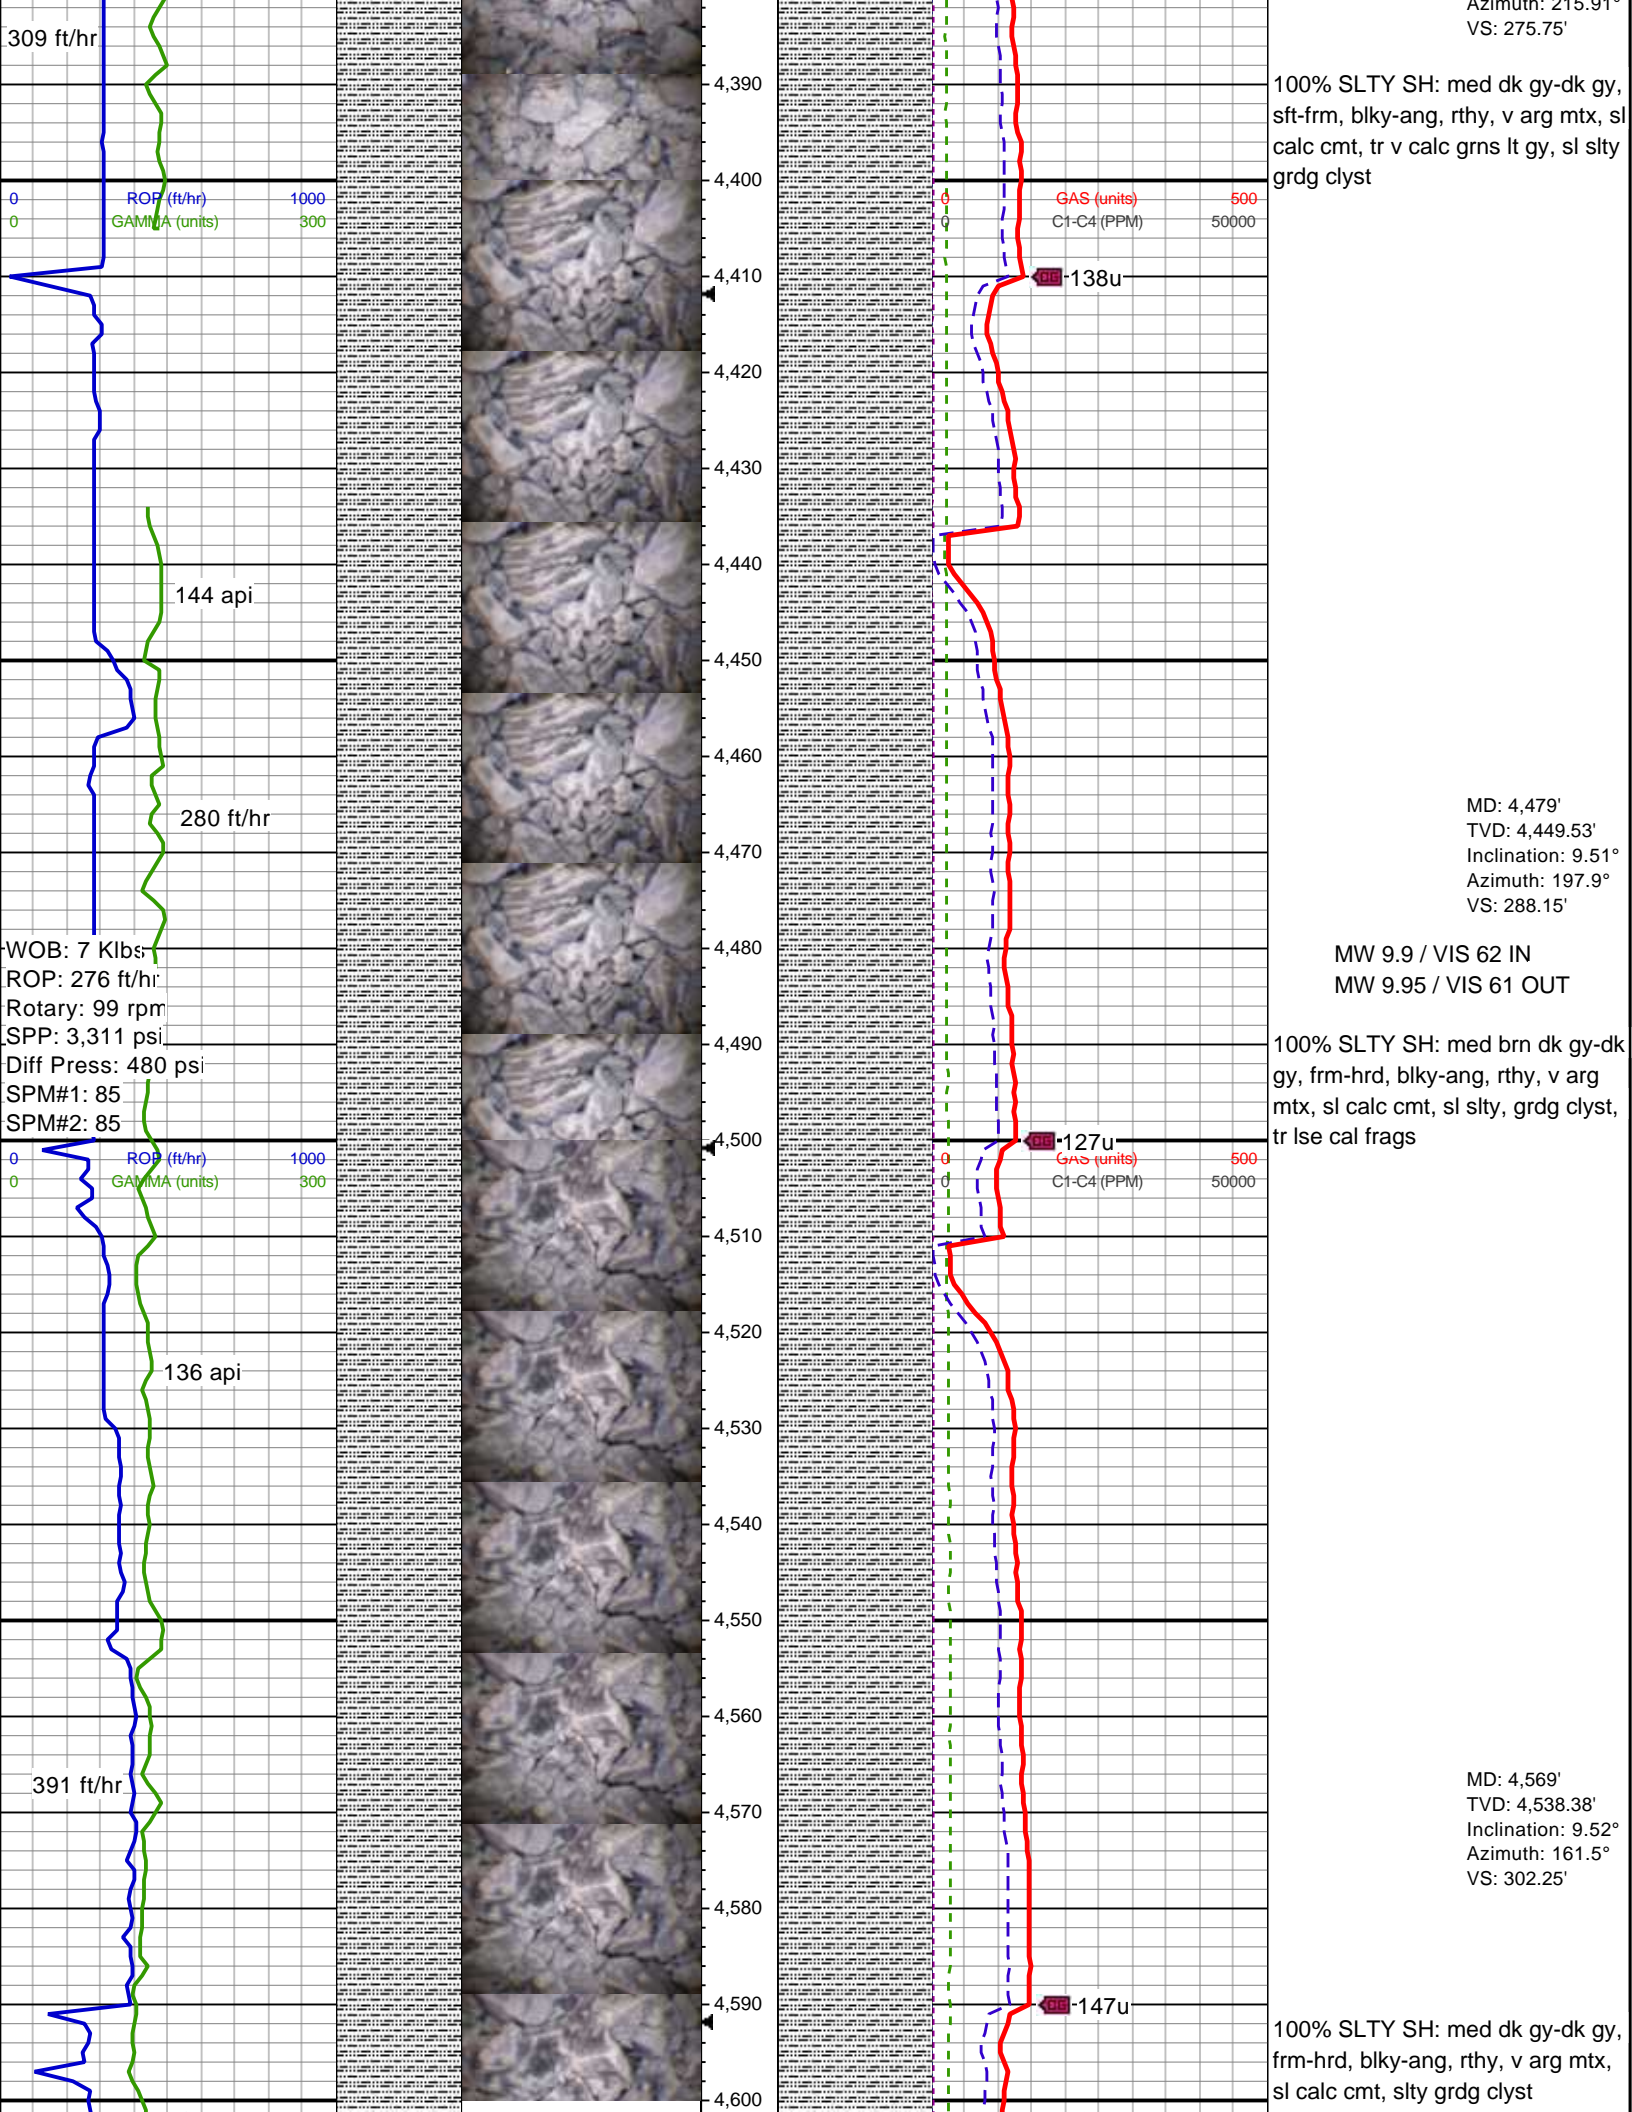 Azimuth: 215.91°
309 ft/hr
VS: 275.75'
4,390
100% SLTY SH: med dk gy-dk gy,
sft-frm, blky-ang, rthy, v arg mtx, sl
calc cmt, tr v calc grns lt gy, sl slty
grdg clyst
4,400
0 ROP (ft/hr) 1000
0 GAMMA (units) 300
0 GAS (units) 500
0 C1-C4 (PPM) 50000
4,410
CG 138u
4,420
4,430
4,440
144 api
4,450
4,460
280 ft/hr
4,470
MD: 4,479'
TVD: 4,449.53'
Inclination: 9.51°
Azimuth: 197.9°
VS: 288.15'
4,480
WOB: 7 Klbs
ROP: 276 ft/hr
Rotary: 99 rpm
SPP: 3,311 psi
Diff Press: 480 psi
SPM#1: 85
SPM#2: 85
MW 9.9 / VIS 62 IN
MW 9.95 / VIS 61 OUT
4,490
100% SLTY SH: med brn dk gy-dk
gy, frm-hrd, blky-ang, rthy, v arg
mtx, sl calc cmt, sl slty, grdg clyst,
tr lse cal frags
4,500
CG 127u
0 ROP (ft/hr) 1000
0 GAMMA (units) 300
0 GAS (units) 500
0 C1-C4 (PPM) 50000
4,510
4,520
136 api
4,530
4,540
4,550
4,560
391 ft/hr
4,570
MD: 4,569'
TVD: 4,538.38'
Inclination: 9.52°
Azimuth: 161.5°
VS: 302.25'
4,580
4,590
CG 147u
100% SLTY SH: med dk gy-dk gy,
frm-hrd, blky-ang, rthy, v arg mtx,
sl calc cmt, slty grdg clyst
4,600